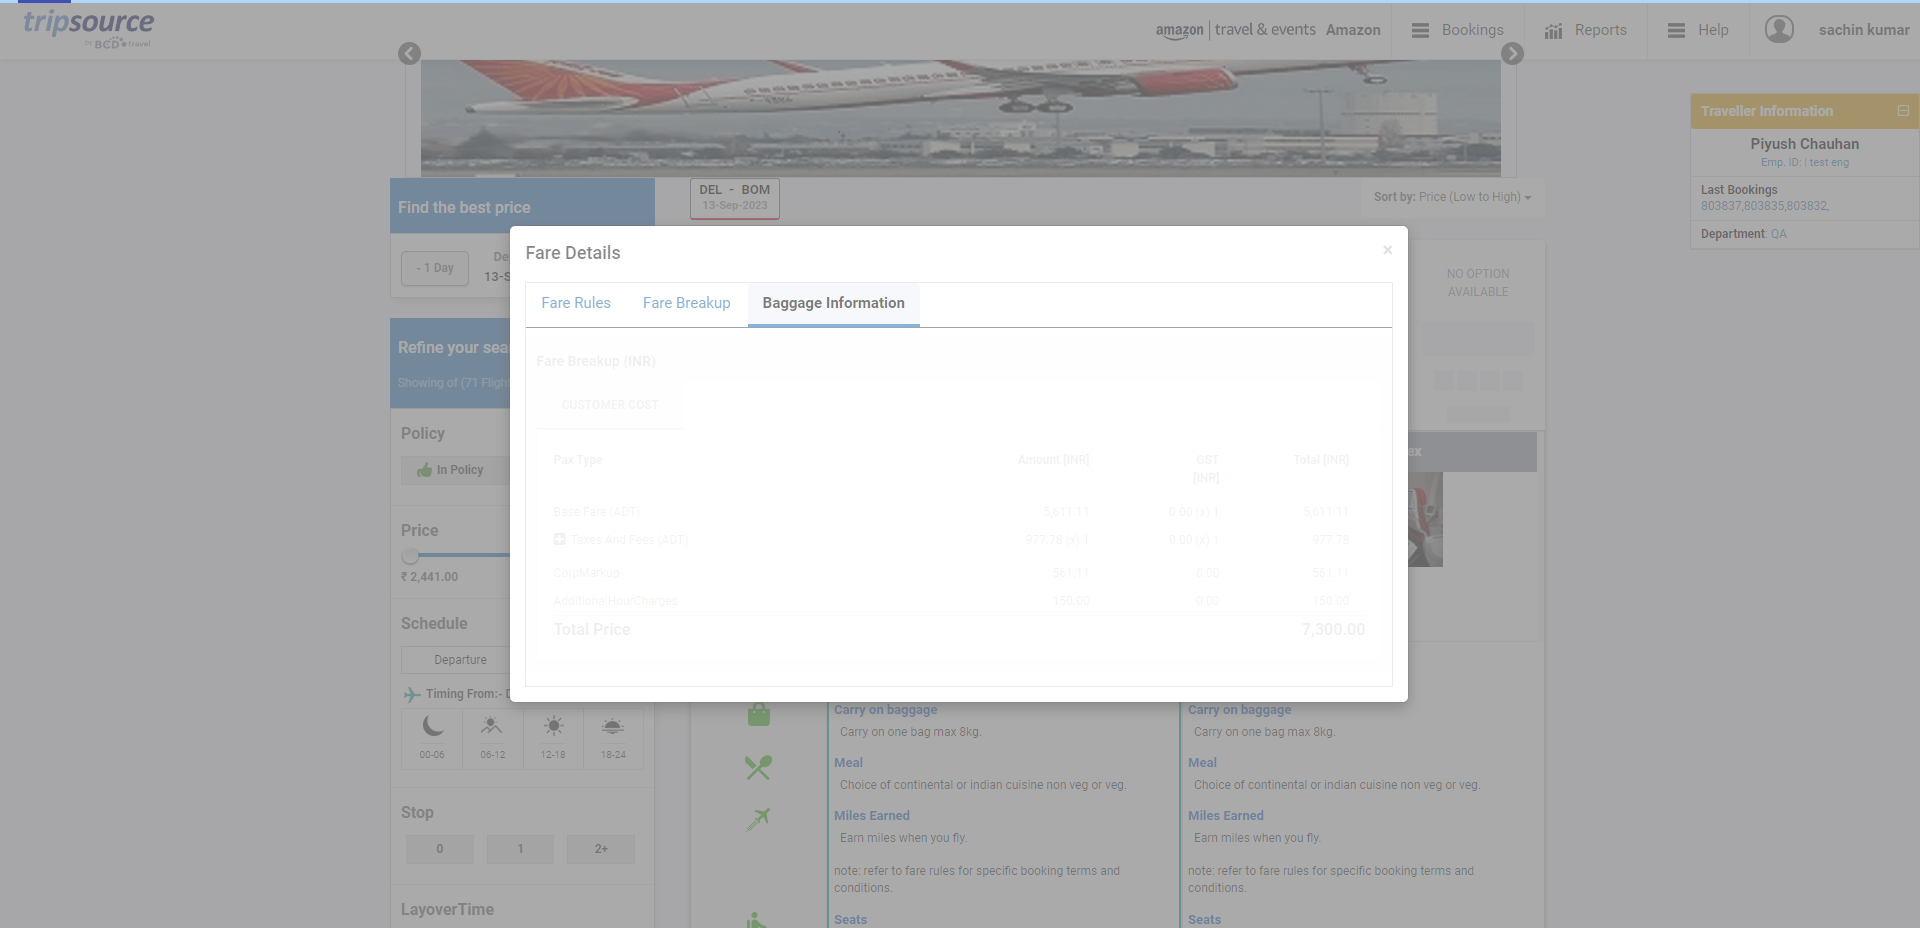 tripsource
by BCD travel
amazon travel & events Amazon
Bookings
Reports
Help
sachin kumar
Traveller Information
Piyush Chauhan
Emp. ID: | test eng
Last Bookings
803837,803835,803832,
Department: QA
Find the best price
DEL - BOM
13-Sep-2023
Sort by: Price (Low to High)
- 1 Day
De
13-S
NO OPTION
AVAILABLE
Refine your sea
Showing of (71 Fligh
Policy
In Policy
Price
₹ 2,441.00
Schedule
Departure
Timing From:- D
00-06
06-12
12-18
18-24
Stop
0
1
2+
LayoverTime
Fare Details
×
Fare Rules
Fare Breakup
Baggage Information
Fare Breakup (INR)
CUSTOMER COST
Pax Type Amount [INR] GST Total [INR]
[INR]
Base Fare (ADT) 5,611.11 0.00 (x) 1 5,611.11
Taxes And Fees (ADT) 977.78 (x) 1 0.00 (x) 1 977.78
CorpMarkup 561.11 0.00 561.11
AdditionalHourCharges 150.00 0.00 150.00
Total Price 7,300.00
ex
Carry on baggage
Carry on one bag max 8kg.
Meal
Choice of continental or indian cuisine non veg or veg.
Miles Earned
Earn miles when you fly.
note: refer to fare rules for specific booking terms and
conditions.
Seats
Carry on baggage
Carry on one bag max 8kg.
Meal
Choice of continental or indian cuisine non veg or veg.
Miles Earned
Earn miles when you fly.
note: refer to fare rules for specific booking terms and
conditions.
Seats